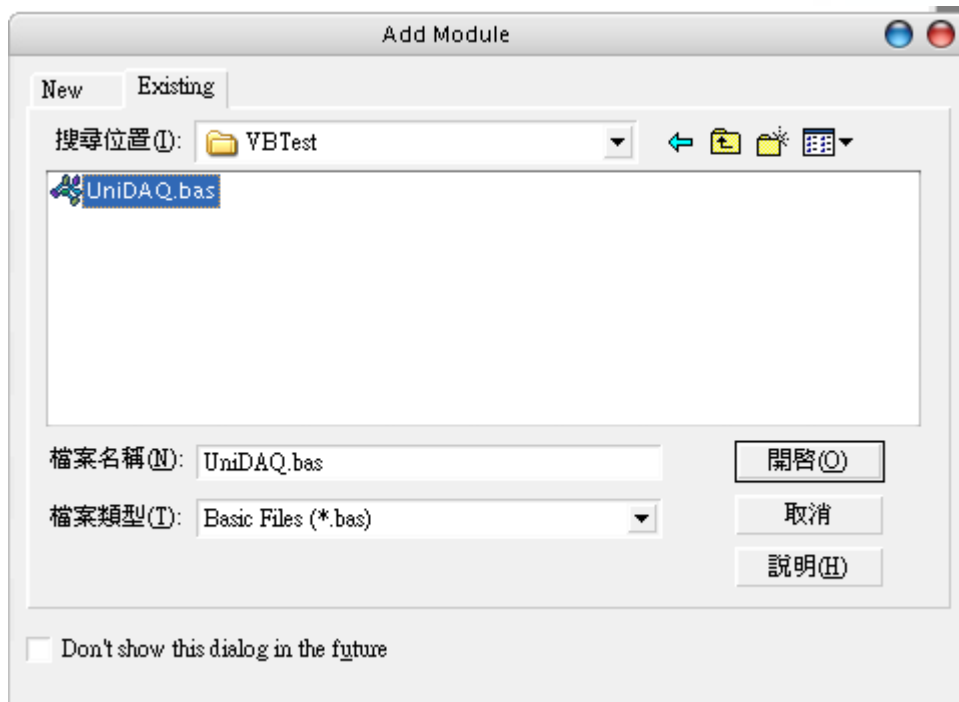 Add Module
New Existing
搜尋位置(I): VBTest
UniDAQ.bas
檔案名稱(N): UniDAQ.bas 開啓(O)
檔案類型(T): Basic Files (*.bas) 取消
說明(H)
Don't show this dialog in the future